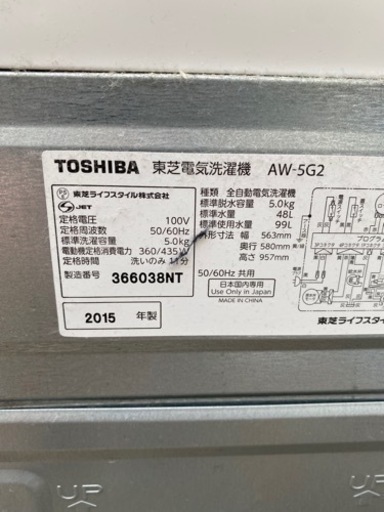 TOSHIBA 東芝電気洗濯機 AW-5G2
東芝ライフスタイル株式会社
JET
定格電圧 100V
定格周波数 50/60Hz
標準洗濯容量 5.0kg
電動機定格消費電力 360/435W
定格時間 洗いのみ 11分
製造番号 366038NT
2015 年製
種類 全自動電気洗濯機
標準脱水容量 5.0kg
標準水量 48L
標準使用水量 99L
外形寸法 幅 563mm
奥行 580mm
高さ 957mm
50/60Hz 共用
日本国内専用
Use Only in Japan
MADE IN CHINA
東芝ライフス
UP
UP